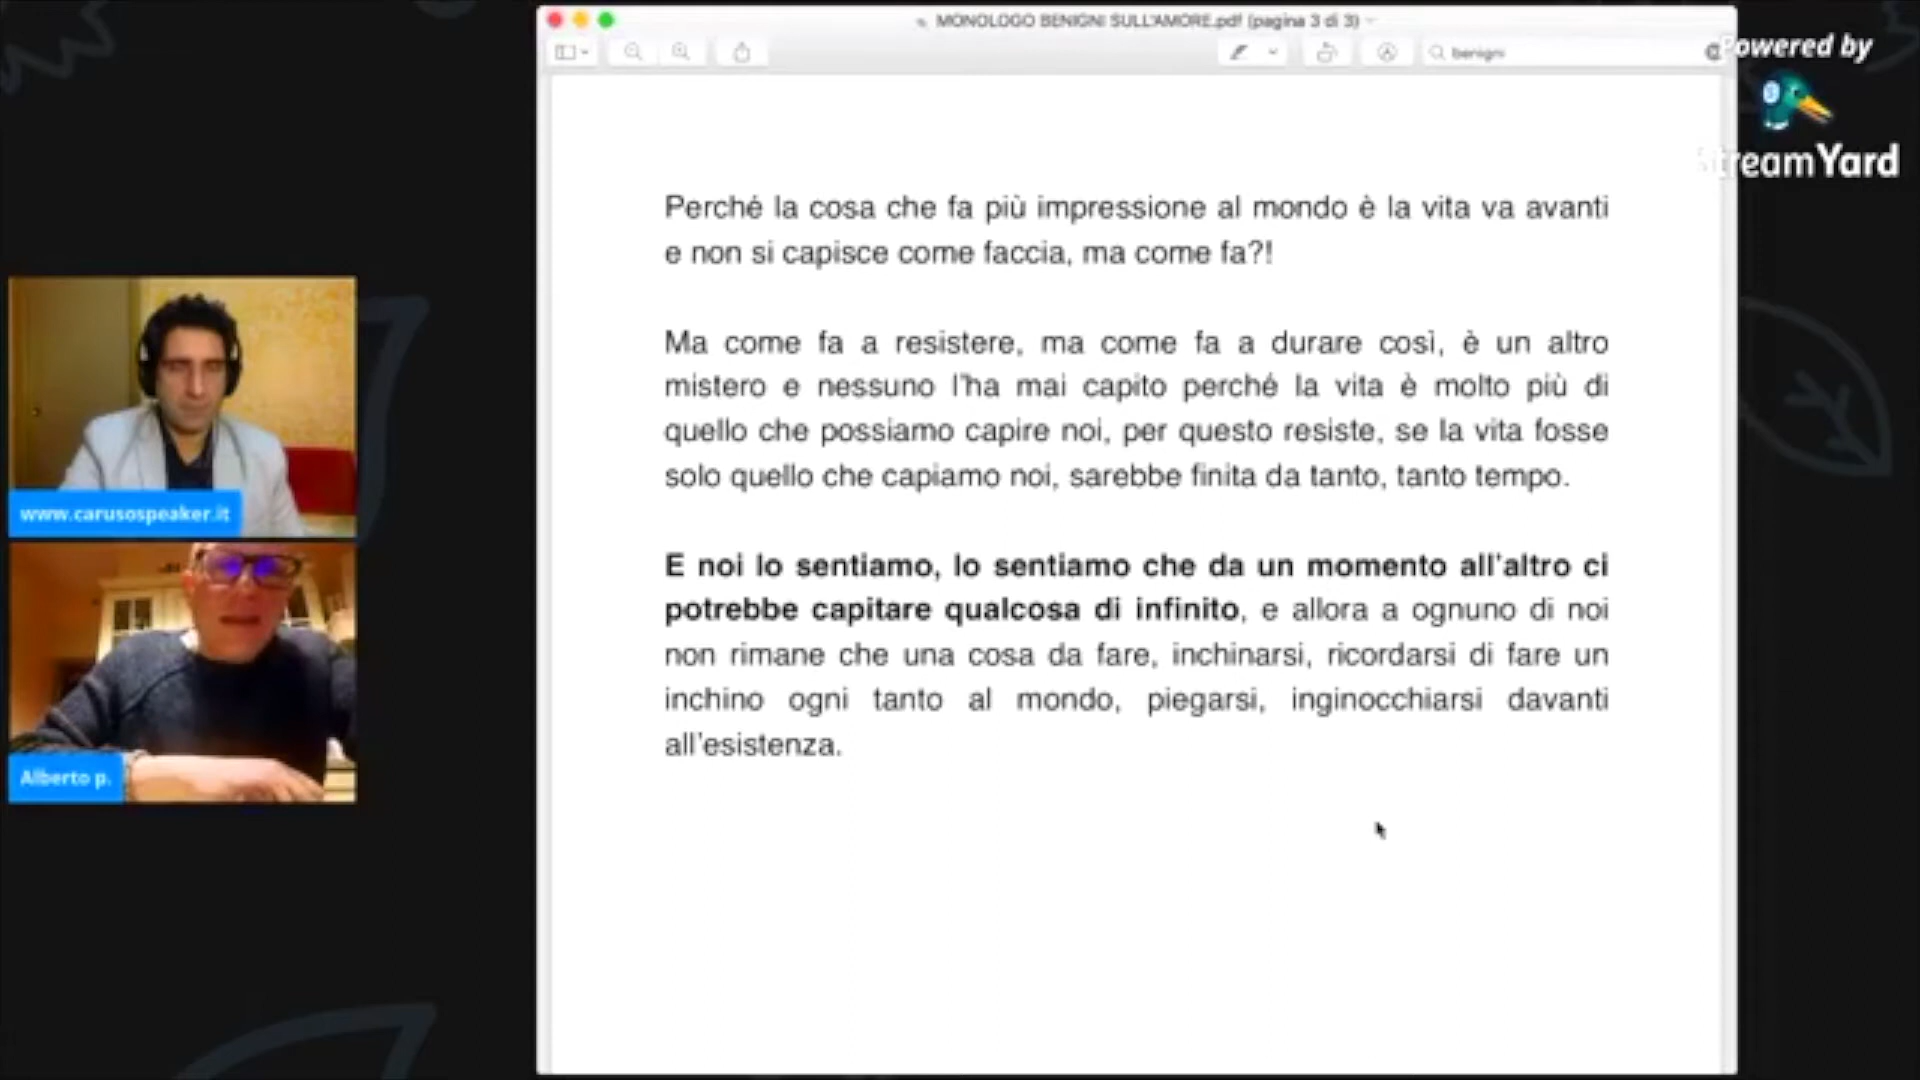 MONOLOGO BENIGNI SULL'AMORE.pdf (pagina 3 di 3)
benigni
Powered by
StreamYard
Perché la cosa che fa più impressione al mondo è la vita va avanti
e non si capisce come faccia, ma come fa?!
Ma come fa a resistere, ma come fa a durare così, è un altro
mistero e nessuno l'ha mai capito perché la vita è molto più di
quello che possiamo capire noi, per questo resiste, se la vita fosse
solo quello che capiamo noi, sarebbe finita da tanto, tanto tempo.
E noi lo sentiamo, lo sentiamo che da un momento all'altro ci
potrebbe capitare qualcosa di infinito, e allora a ognuno di noi
non rimane che una cosa da fare, inchinarsi, ricordarsi di fare un
inchino ogni tanto al mondo, piegarsi, inginocchiarsi davanti
all'esistenza.
www.carusospeaker.it
Alberto p.